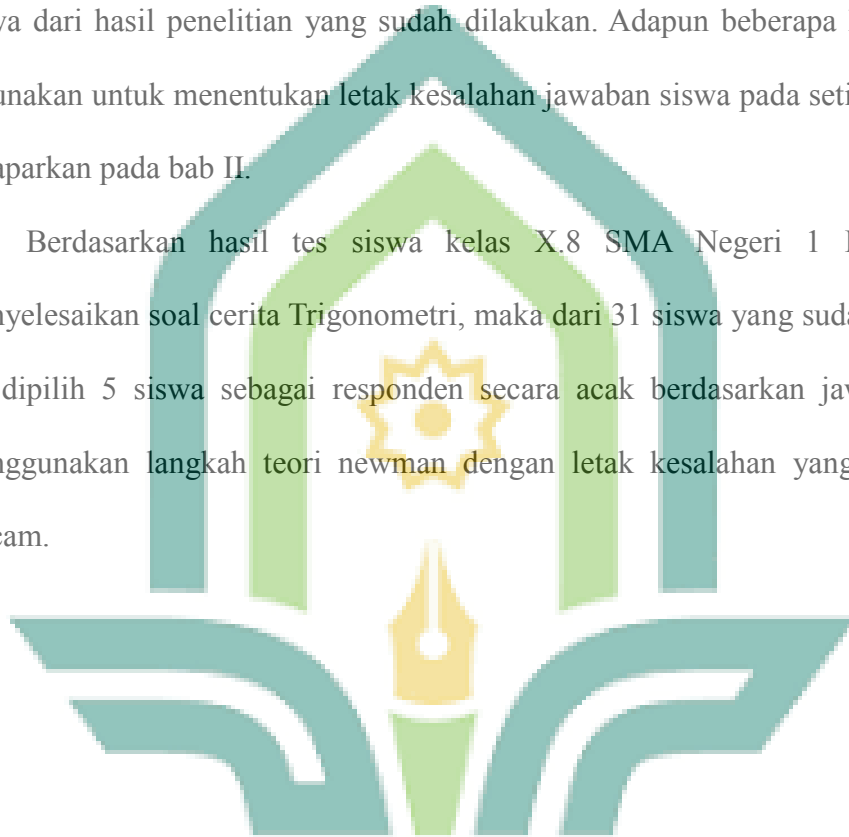 ya dari hasil penelitian yang sudah dilakukan. Adapun beberapa
unakan untuk menentukan letak kesalahan jawaban siswa pada seti
aparkan pada bab II.
Berdasarkan hasil tes siswa kelas X.8 SMA Negeri 1
nyelesaikan soal cerita Trigonometri, maka dari 31 siswa yang suda
dipilih 5 siswa sebagai responden secara acak berdasarkan jaw
nggunakan langkah teori newman dengan letak kesalahan yang
cam.